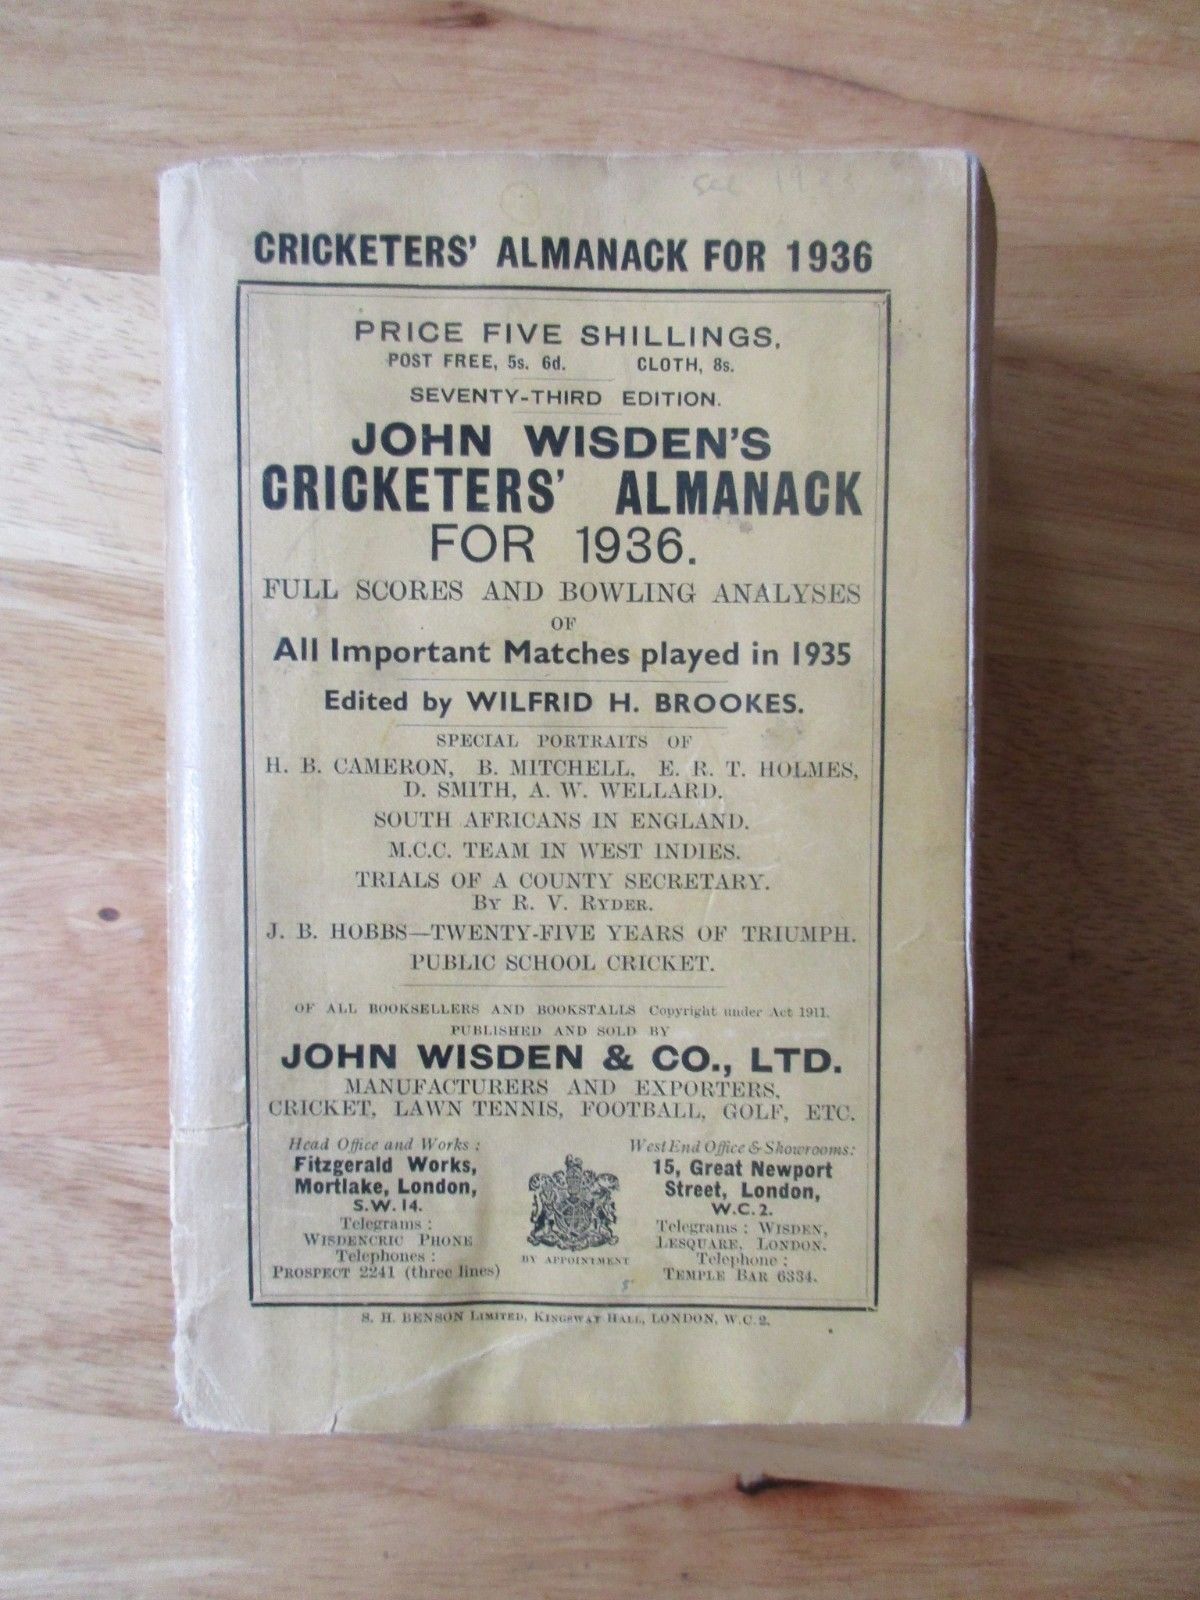 see
CRICKETERS' ALMANACK FOR 1936
PRICE FIVE SHILLINGS.
POST FREE, 5s. 6d. CLOTH, 8s.
SEVENTY-THIRD EDITION.
JOHN WISDEN'S
CRICKETERS' ALMANACK
FOR 1936.
FULL SCORES AND BOWLING ANALYSES
OF
All Important Matches played in 1935
Edited by WILFRID H. BROOKES.
SPECIAL PORTRAITS OF
H. B. CAMERON, B. MITCHELL, E. R. T. HOLMES,
D. SMITH, A. W. WELLARD.
SOUTH AFRICANS IN ENGLAND.
M.C.C. TEAM IN WEST INDIES.
TRIALS OF A COUNTY SECRETARY.
BY R. V. RYDER.
J. B. HOBBS—TWENTY-FIVE YEARS OF TRIUMPH.
PUBLIC SCHOOL CRICKET.
OF ALL BOOKSELLERS AND BOOKSTALLS Copyright under Act 1911.
PUBLISHED AND SOLD BY
JOHN WISDEN & CO., LTD.
MANUFACTURERS AND EXPORTERS,
CRICKET, LAWN TENNIS, FOOTBALL, GOLF, ETC.
Head Office and Works :
Fitzgerald Works,
Mortlake, London,
S.W. 14.
Telegrams :
WISDENCRIC PHONE
Telephones :
PROSPECT 2241 (three lines)
BY APPOINTMENT
West End Office & Showrooms:
15, Great Newport
Street, London,
W.C. 2.
Telegrams : WISDEN,
LESQUARE, LONDON.
Telephone :
TEMPLE BAR 6334.
S. H. BENSON LIMITED, KINGSWAY HALL, LONDON, W.C. 2.